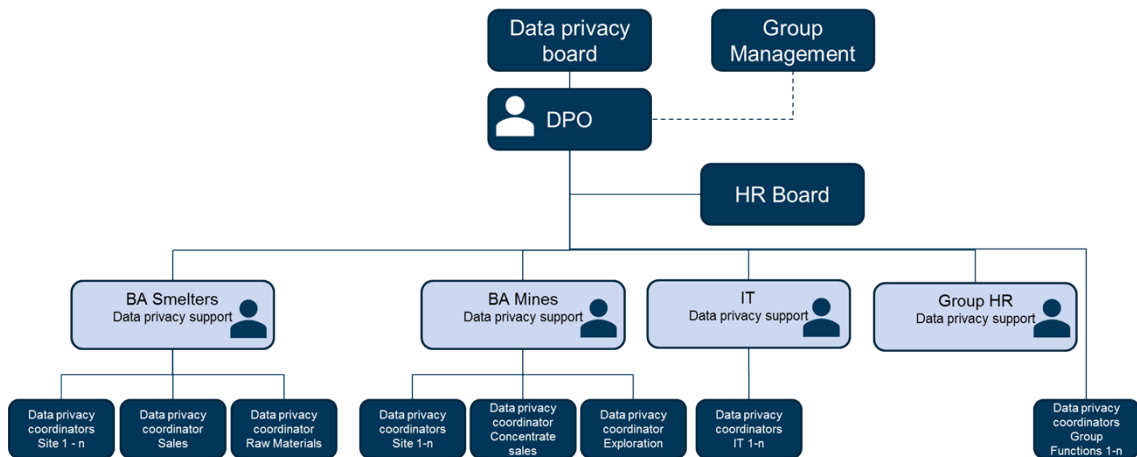 Data privacy
board
Group
Management
DPO
HR Board
BA Smelters
Data privacy support
BA Mines
Data privacy support
IT
Data privacy support
Group HR
Data privacy support
Data privacy
coordinators
Site 1 - n
Data privacy
coordinator
Sales
Data privacy
coordinator
Raw Materials
Data privacy
coordinators
Site 1-n
Data privacy
coordinator
Concentrate
sales
Data privacy
coordinator
Exploration
Data privacy
coordinators
IT 1-n
Data privacy
coordinators
Group
Functions 1-n